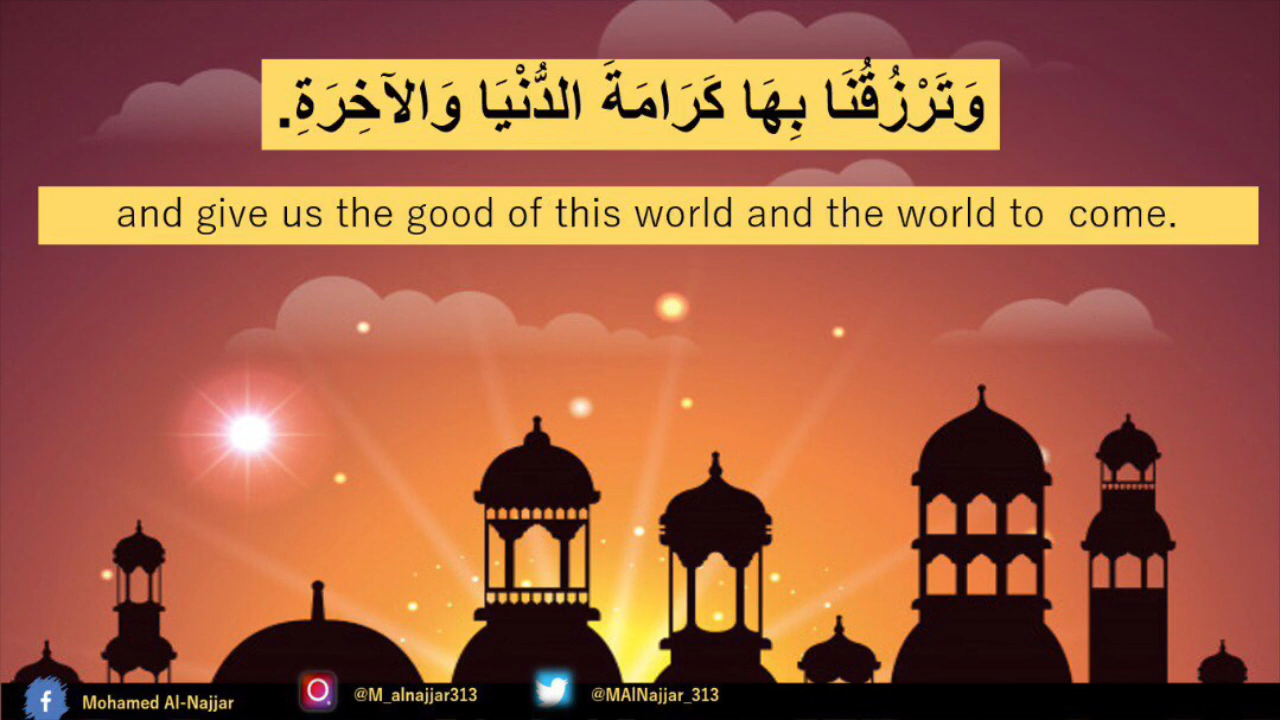 وَتَرْزُقُنَا بِهَا كَرَامَةَ الدُّنْيَا وَالآخِرَةِ.
and give us the good of this world and the world to come.
Mohamed Al-Najjar @M_alnajjar313 @MAlNajjar_313